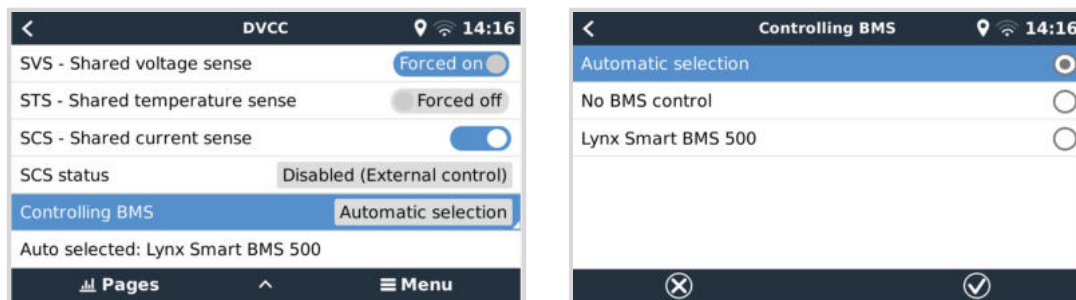 DVCC 14:16
SVS - Shared voltage sense Forced on
STS - Shared temperature sense Forced off
SCS - Shared current sense
SCS status Disabled (External control)
Controlling BMS Automatic selection
Auto selected: Lynx Smart BMS 500
Pages Menu
Controlling BMS 14:16
Automatic selection
No BMS control
Lynx Smart BMS 500